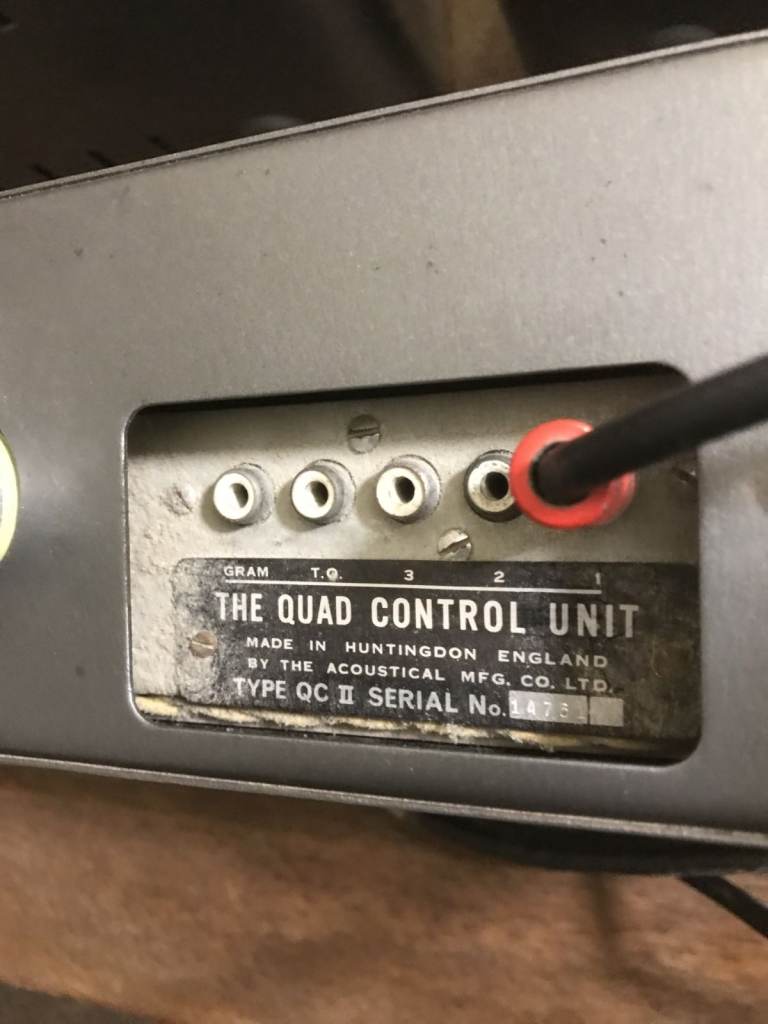 GRAM T.O. 3 2 1
THE QUAD CONTROL UNIT
MADE IN HUNTINGDON ENGLAND
BY THE ACOUSTICAL MFG. CO. LTD.
TYPE QC II SERIAL No.